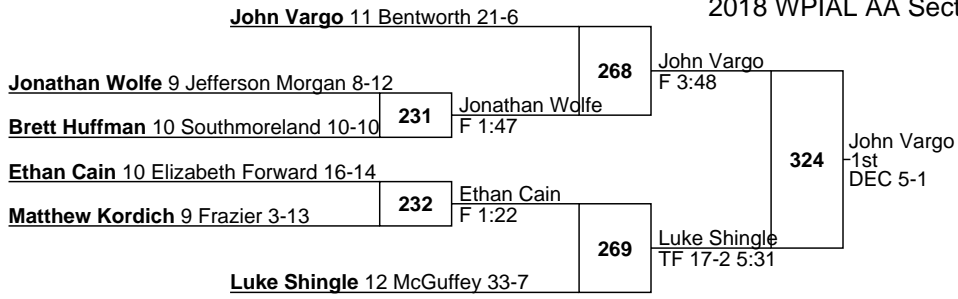 2018 WPIAL AA Sect
John Vargo 11 Bentworth 21-6
268
John Vargo
F 3:48
Jonathan Wolfe 9 Jefferson Morgan 8-12
231
Jonathan Wolfe
F 1:47
Brett Huffman 10 Southmoreland 10-10
324
John Vargo
1st
DEC 5-1
Ethan Cain 10 Elizabeth Forward 16-14
232
Ethan Cain
F 1:22
Matthew Kordich 9 Frazier 3-13
269
Luke Shingle
TF 17-2 5:31
Luke Shingle 12 McGuffey 33-7